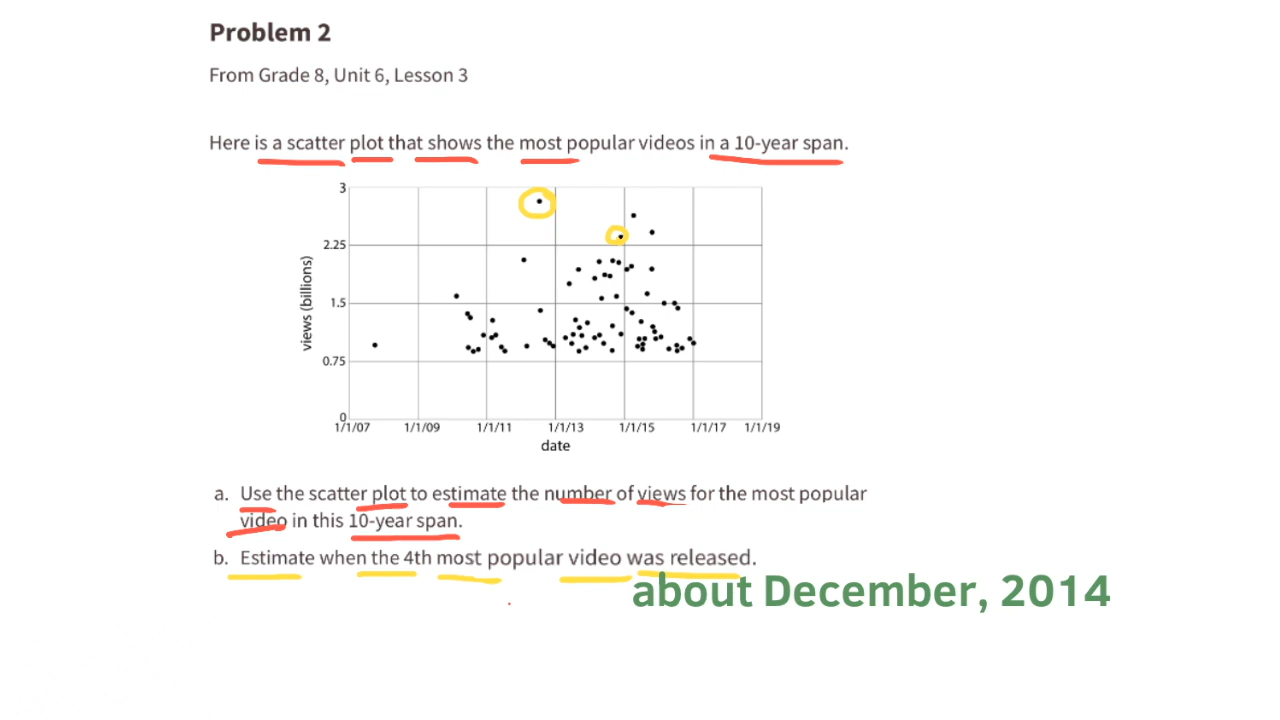 Problem 2
From Grade 8, Unit 6, Lesson 3
Here is a scatter plot that shows the most popular videos in a 10-year span.
3
2.25
1.5
0.75
0
views (billions)
1/1/07 1/1/09 1/1/11 1/1/13 1/1/15 1/1/17 1/1/19
date
a. Use the scatter plot to estimate the number of views for the most popular
video in this 10-year span.
b. Estimate when the 4th most popular video was released.
about December, 2014